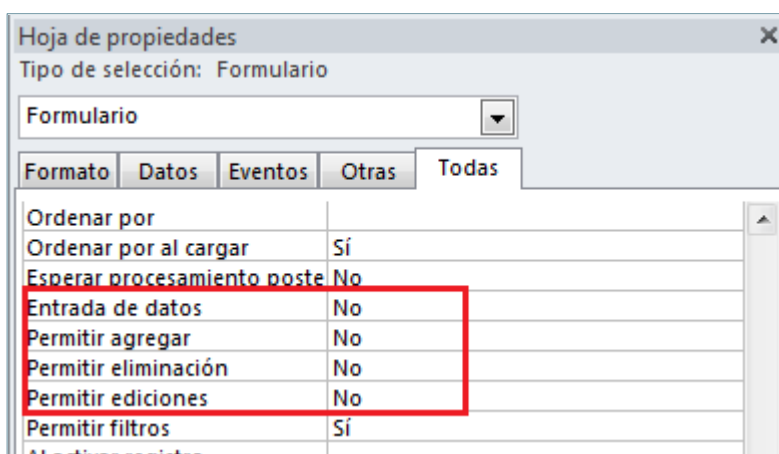 Hoja de propiedades
Tipo de selección: Formulario
Formulario
Formato Datos Eventos Otras Todas
Ordenar por
Ordenar por al cargar Sí
Esperar procesamiento poste No
Entrada de datos No
Permitir agregar No
Permitir eliminación No
Permitir ediciones No
Permitir filtros Sí